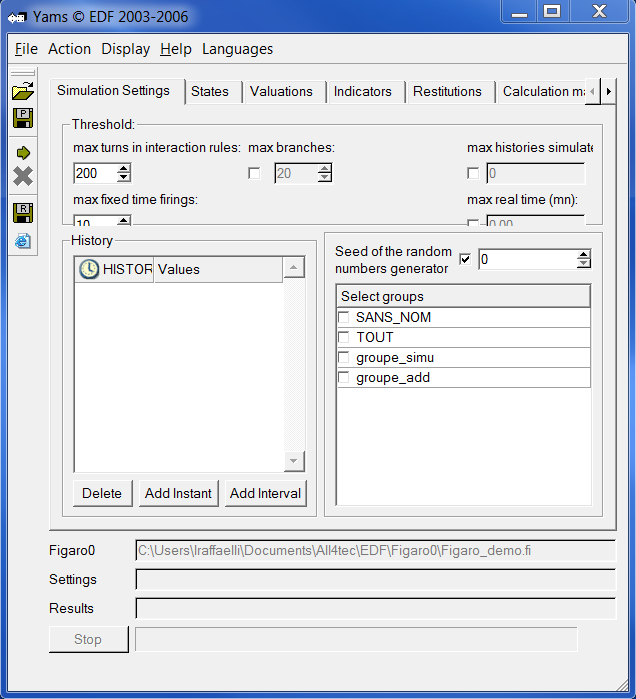 Yams © EDF 2003-2006
File Action Display Help Languages
Simulation Settings States Valuations Indicators Restitutions Calculation ma
Threshold:
max turns in interaction rules: max branches: max histories simulate
200 20 0
max fixed time firings: max real time (mn):
10 0.00
History
HISTOR Values
Delete Add Instant Add Interval
Seed of the random
numbers generator 0
Select groups
SANS_NOM
TOUT
groupe_simu
groupe_add
Figaro0 C:\Users\lraffaelli\Documents\All4tec\EDF\Figaro0\Figaro_demo.fi
Settings
Results
Stop